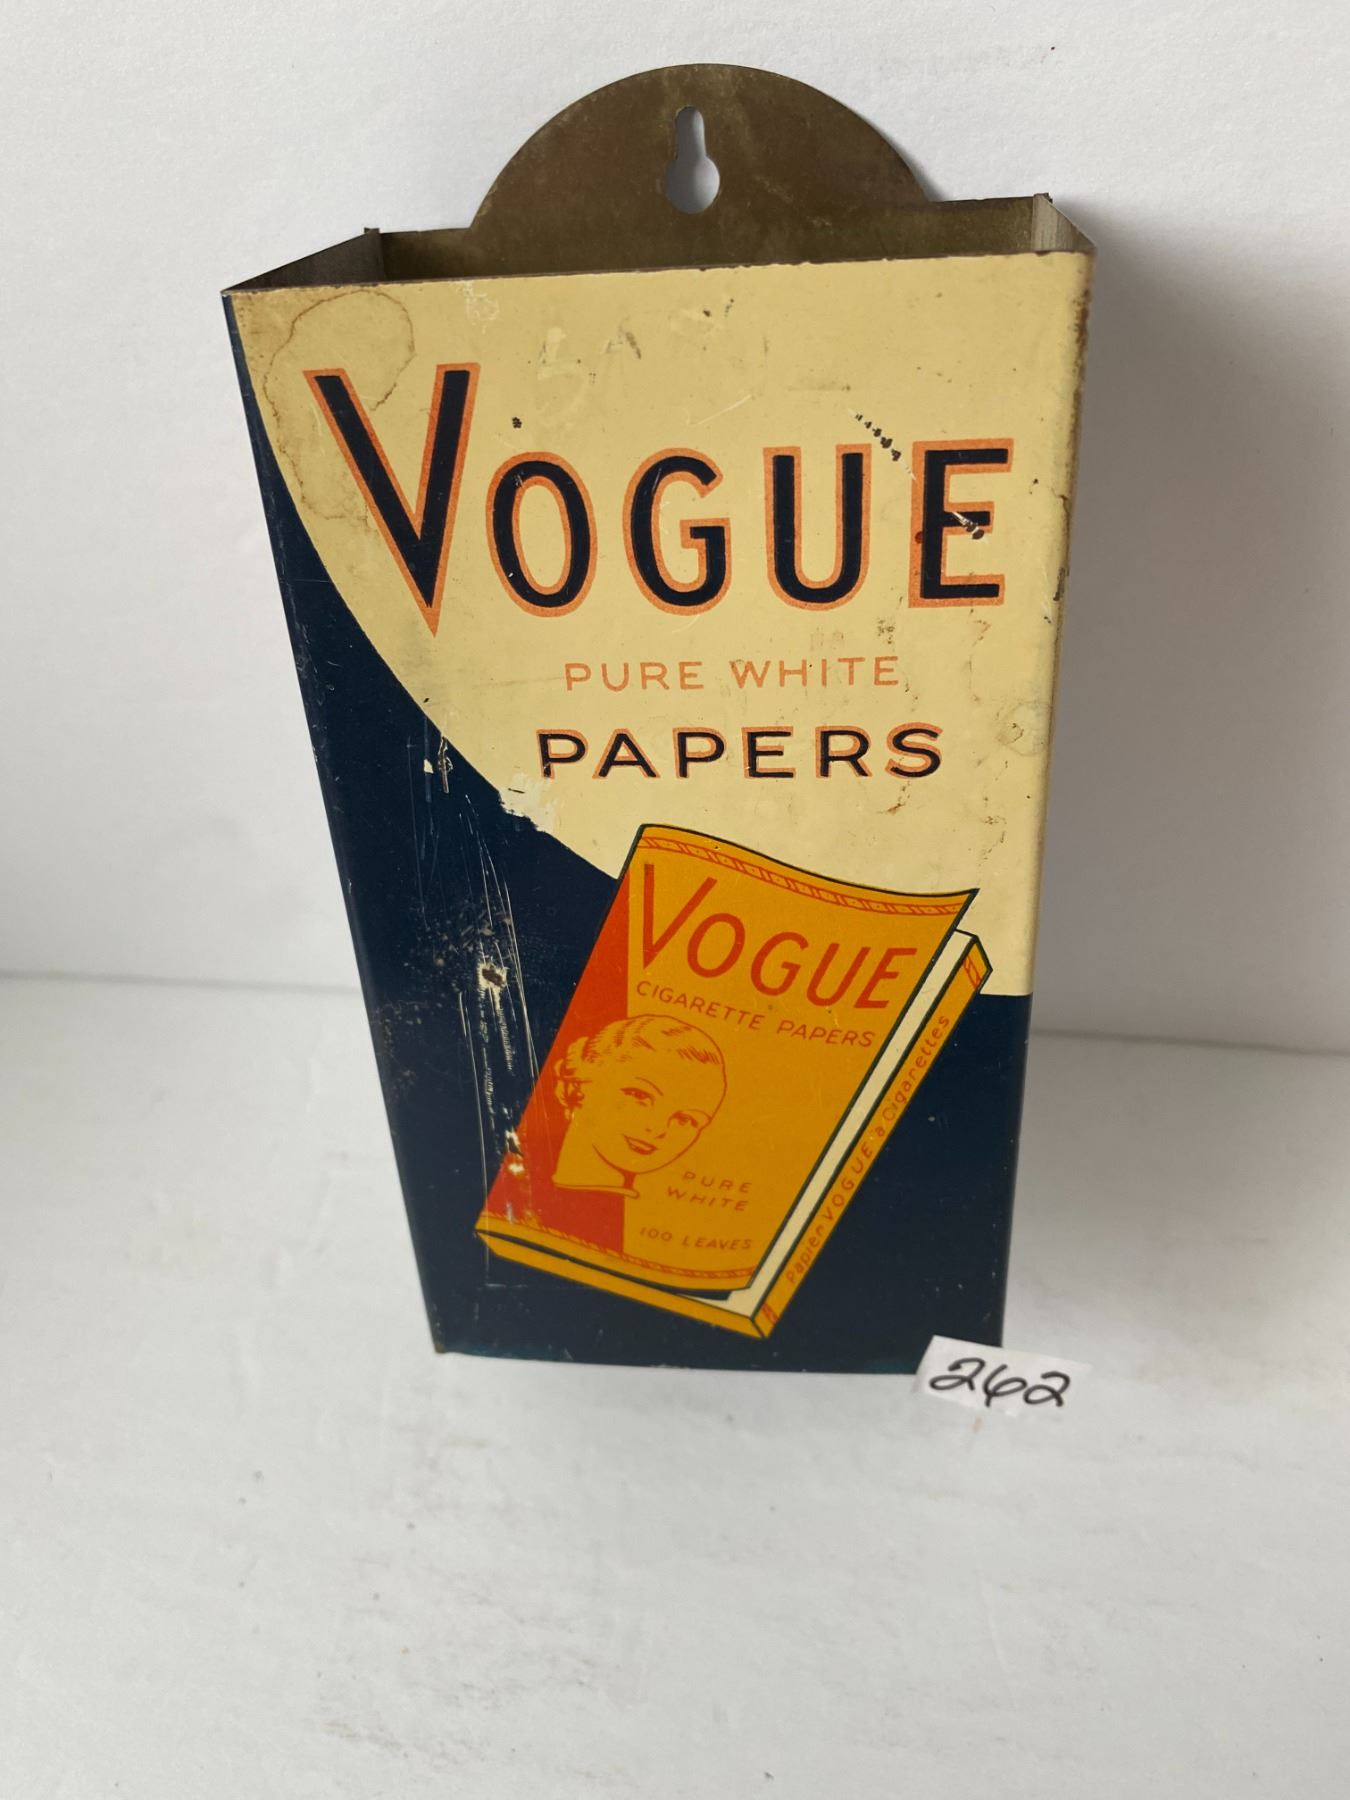 VOGUE
PURE WHITE
PAPERS
VOGUE
CIGARETTE PAPERS
PURE
WHITE
100 LEAVES
Papier VOGUE à Cigarettes
262